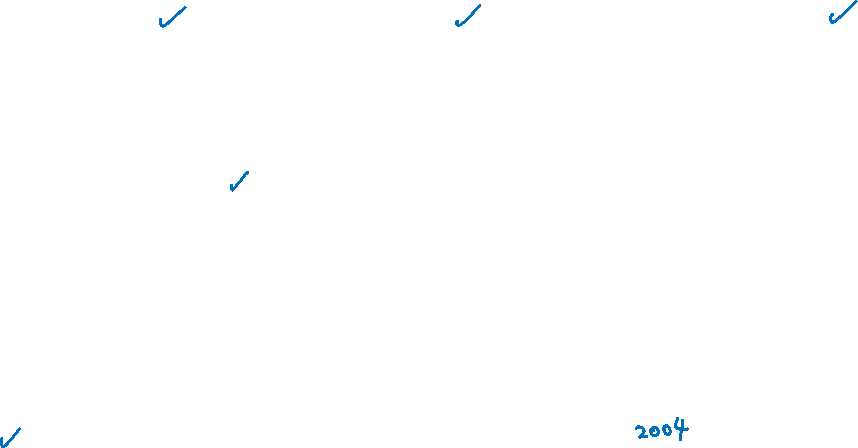 ✓ ✓ ✓
✓
✓ 2004